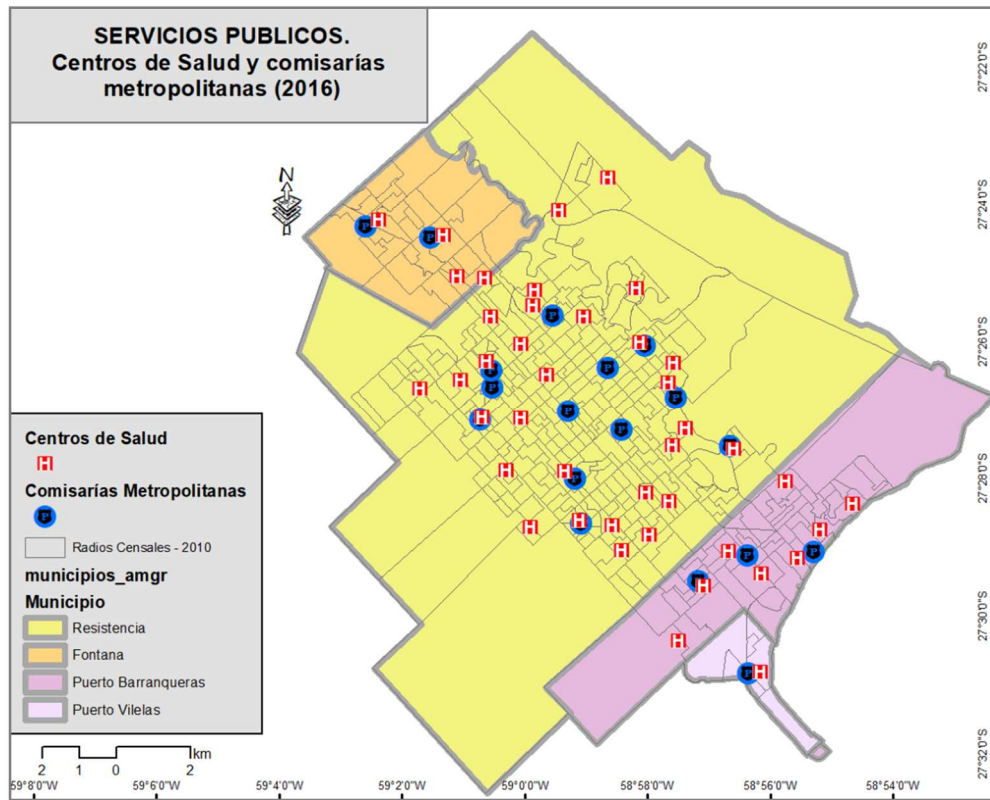 SERVICIOS PUBLICOS.
Centros de Salud y comisarías
metropolitanas (2016)
N
Centros de Salud
H
Comisarías Metropolitanas
P
Radios Censales - 2010
municipios_amgr
Municipio
Resistencia
Fontana
Puerto Barranqueras
Puerto Vilelas
2 1 0 2 km
59°8'0"W 59°6'0"W 59°4'0"W 59°2'0"W 59°0'0"W 58°58'0"W 58°56'0"W 58°54'0"W
27°22'0"S
27°24'0"S
27°26'0"S
27°28'0"S
27°30'0"S
27°32'0"S